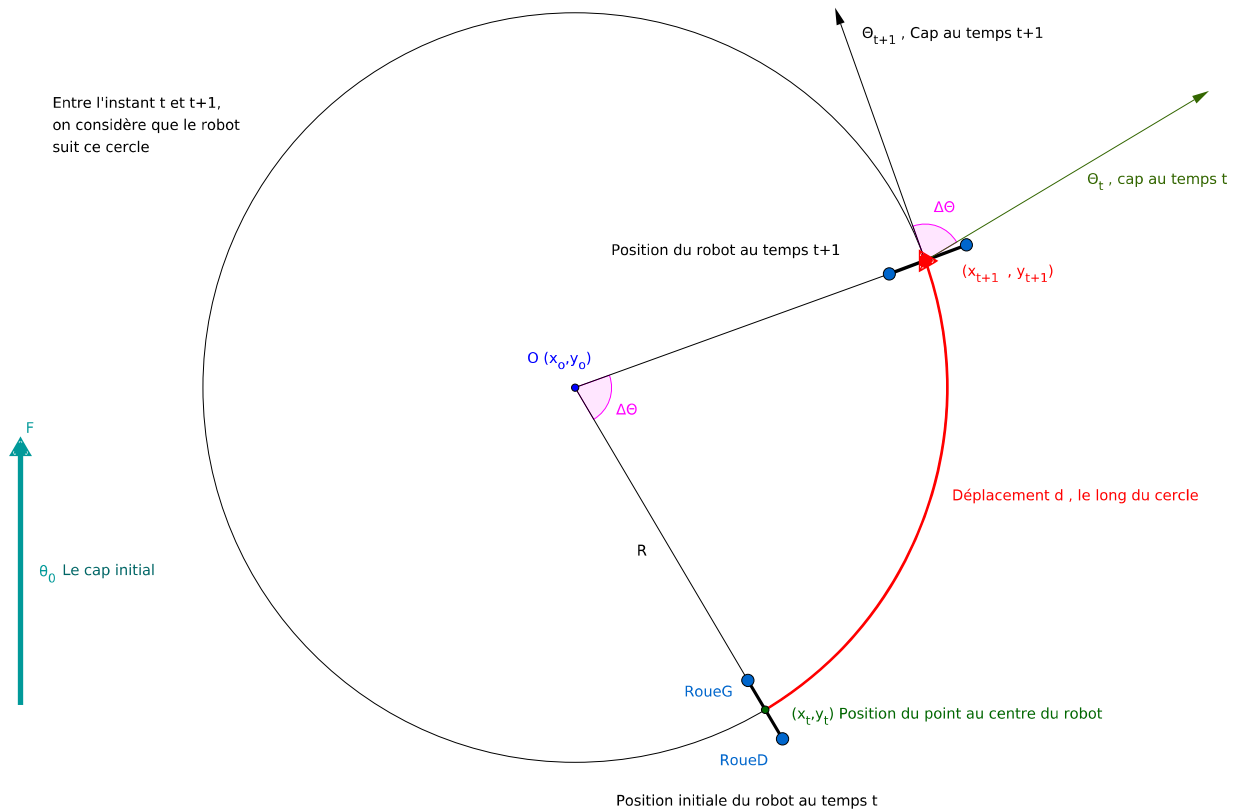 Θt+1 , Cap au temps t+1
Entre l'instant t et t+1,
on considère que le robot
suit ce cercle
Θt , cap au temps t
ΔΘ
Position du robot au temps t+1
(xt+1 , yt+1)
O (xo,yo)
ΔΘ
F
Déplacement d , le long du cercle
R
θ0 Le cap initial
RoueG
(xt,yt) Position du point au centre du robot
RoueD
Position initiale du robot au temps t